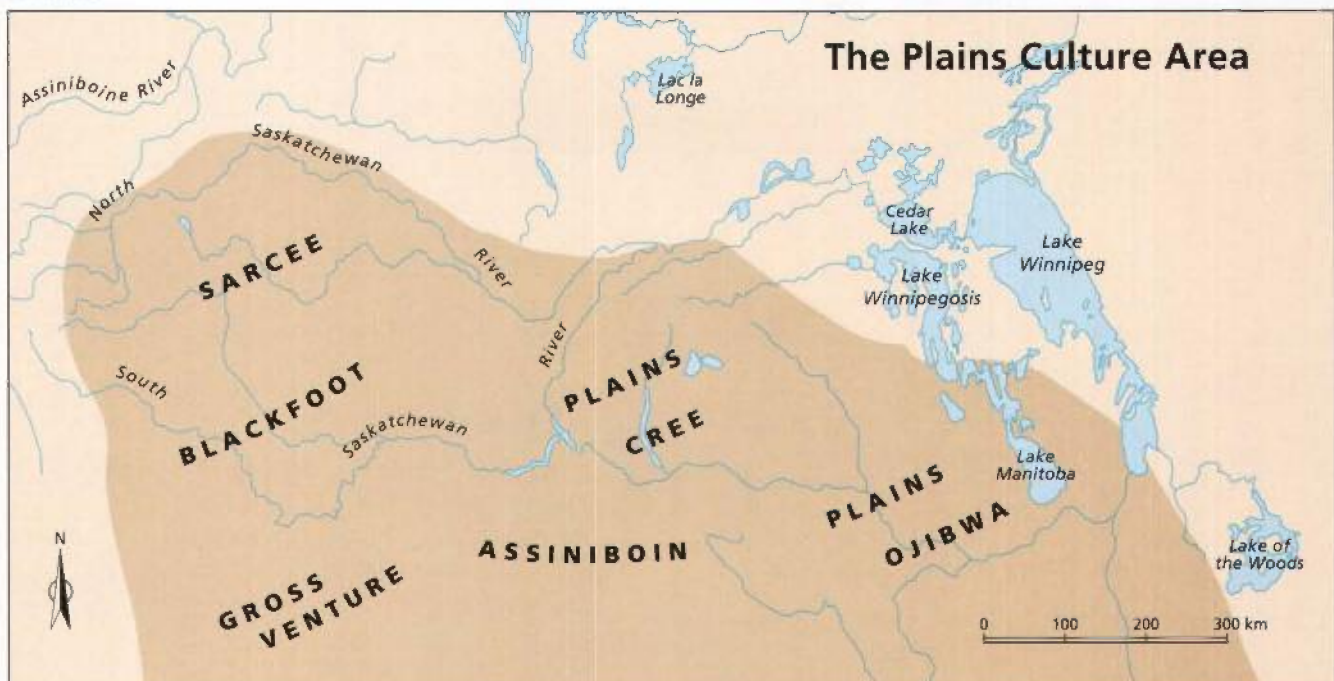 The Plains Culture Area
Assiniboine River
Lac la
Longe
North
Saskatchewan
River
SARCEE
Cedar
Lake
Lake
Winnipeg
Lake
Winnipegosis
South
Saskatchewan
River
BLACKFOOT
PLAINS
CREE
Lake
Manitoba
PLAINS
OJIBWA
ASSINIBOIN
GROSS
VENTURE
Lake of
the Woods
N
0 100 200 300 km